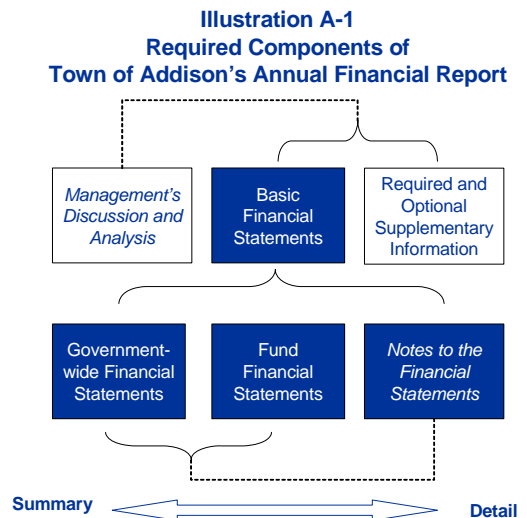 Illustration A-1
Required Components of
Town of Addison's Annual Financial Report
Management's
Discussion and
Analysis
Basic
Financial
Statements
Required and
Optional
Supplementary
Information
Government-
wide Financial
Statements
Fund
Financial
Statements
Notes to the
Financial
Statements
Summary
Detail